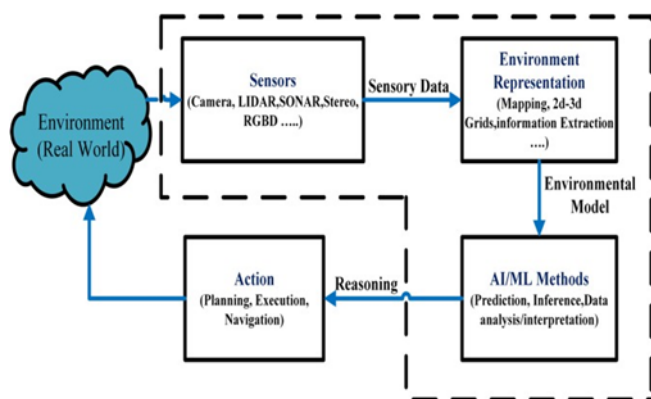 Environment
(Real World)
Sensors
(Camera, LIDAR,SONAR,Stereo,
RGBD .....)
Sensory Data
Environment
Representation
(Mapping, 2d-3d
Grids,information Extraction
....)
Environmental
Model
AI/ML Methods
(Prediction, Inference,Data
analysis/interpretation)
Reasoning
Action
(Planning, Execution,
Navigation)